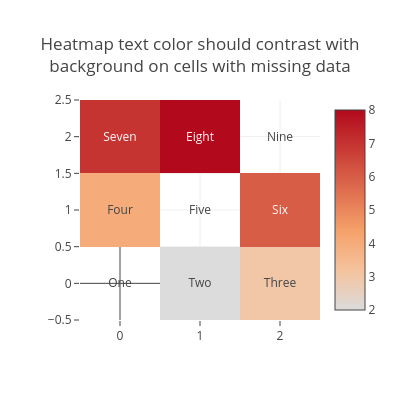 Heatmap text color should contrast with
background on cells with missing data
2.5
2
1.5
1
0.5
0
−0.5
Seven Eight Nine
Four Five Six
One Two Three
0 1 2
8
7
6
5
4
3
2